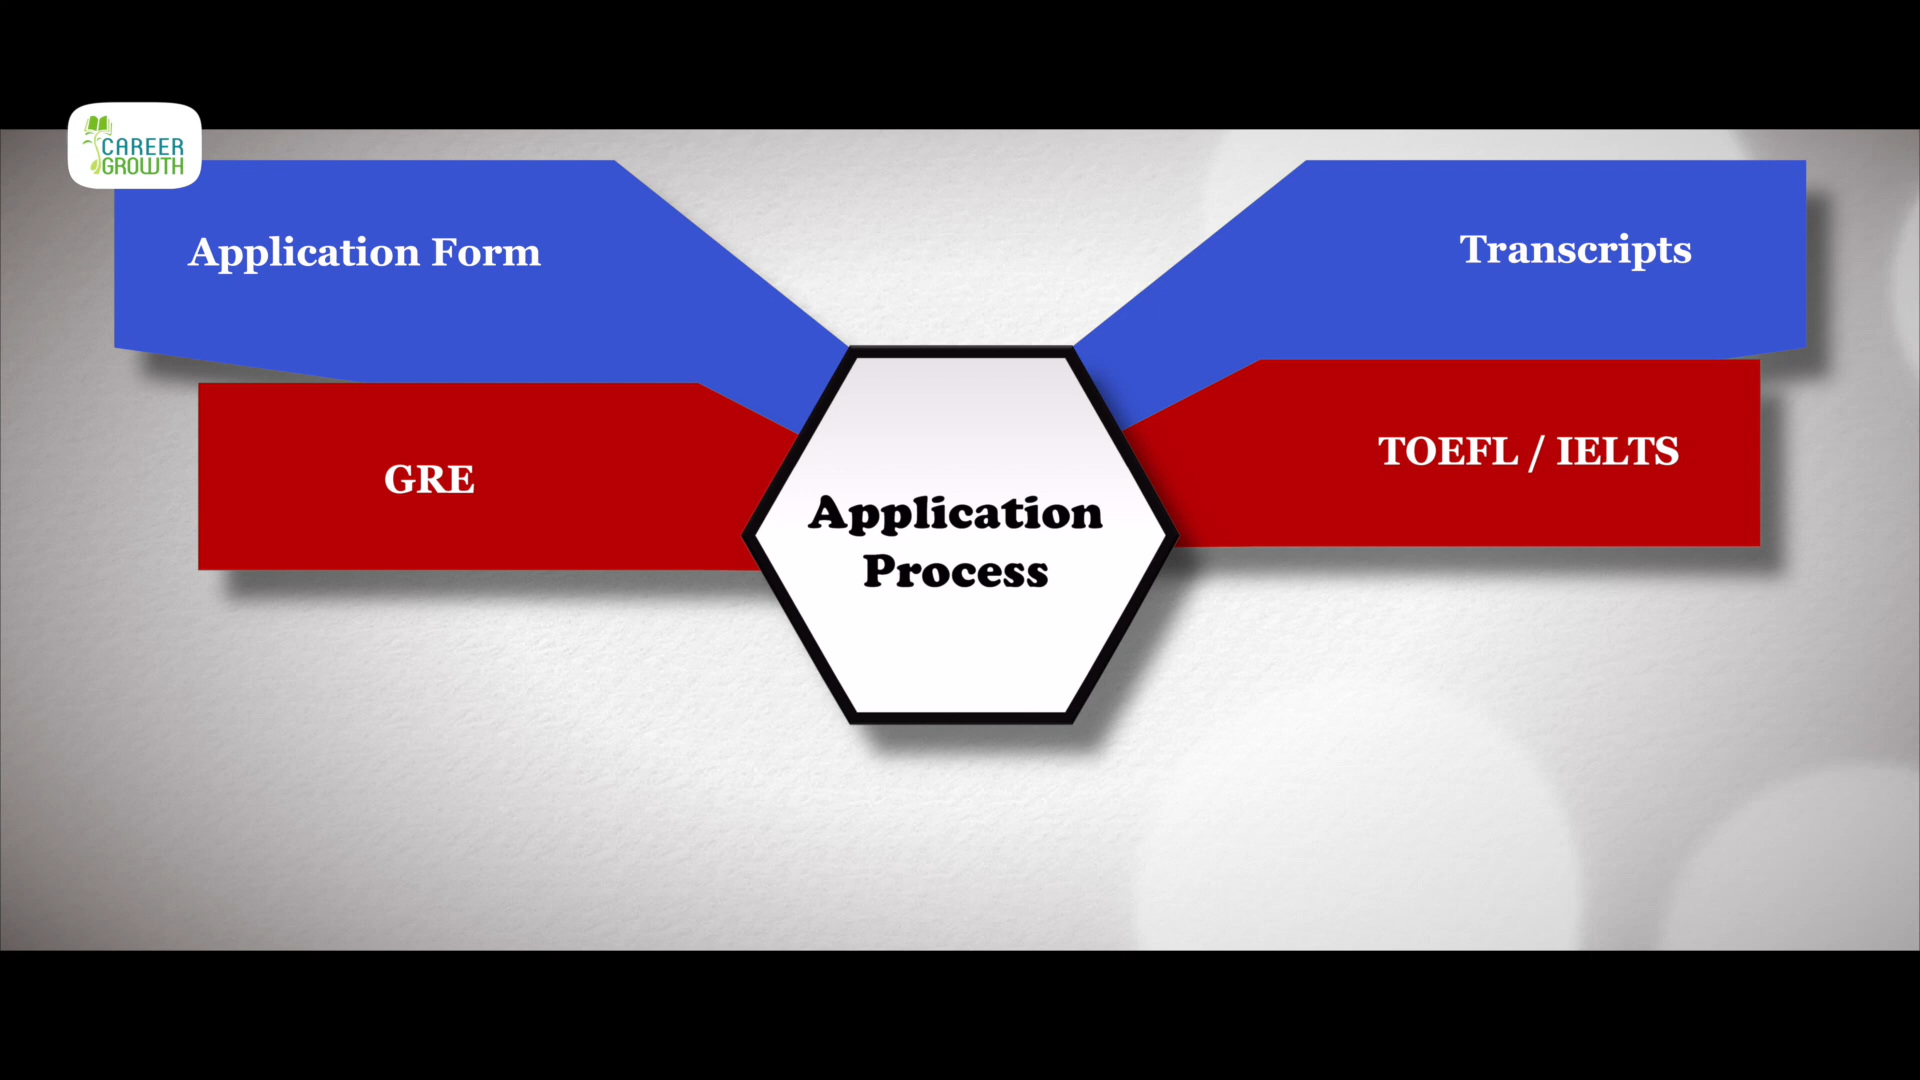 CAREER
GROWTH
Application Form
Transcripts
GRE
TOEFL / IELTS
Application
Process